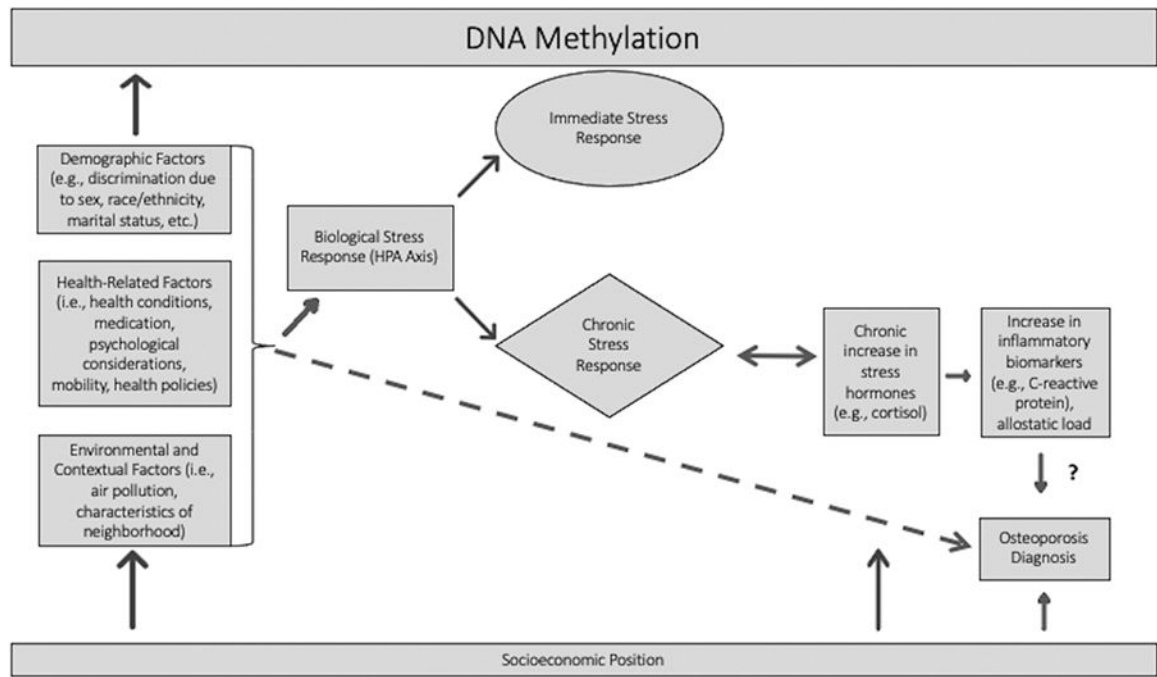 DNA Methylation
Immediate Stress
Response
Demographic Factors
(e.g., discrimination due
to sex, race/ethnicity,
marital status, etc.)
Biological Stress
Response (HPA Axis)
Health-Related Factors
(i.e., health conditions,
medication,
psychological
considerations,
mobility, health policies)
Chronic
Stress
Response
Chronic
increase in
stress
hormones
(e.g., cortisol)
Increase in
inflammatory
biomarkers
(e.g., C-reactive
protein),
allostatic load
?
Environmental and
Contextual Factors (i.e.,
air pollution,
characteristics of
neighborhood)
Osteoporosis
Diagnosis
Socioeconomic Position